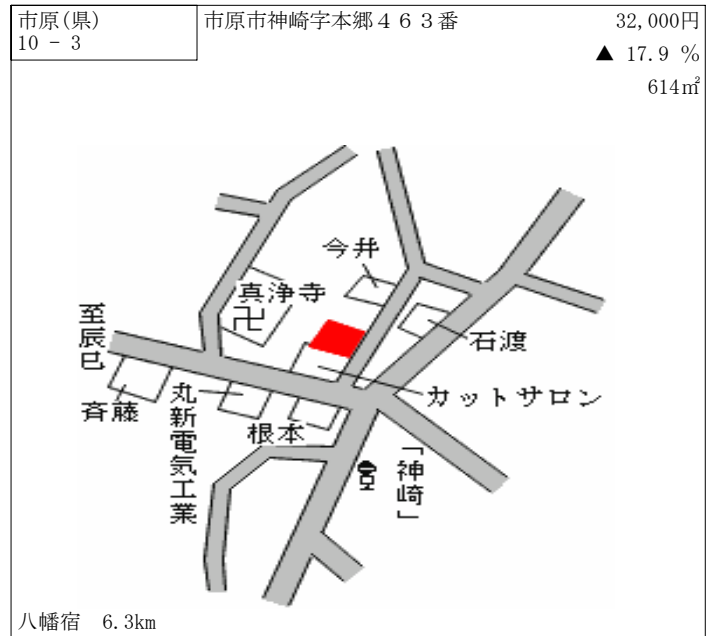 市原(県)
10 - 3
市原市神崎字本郷４６３番
32,000円
▲ 17.9 %
614㎡
今井
真浄寺
卍
至辰巳
石渡
カットサロン
斉藤
丸新電気工業
根本
「神崎」
八幡宿 6.3km